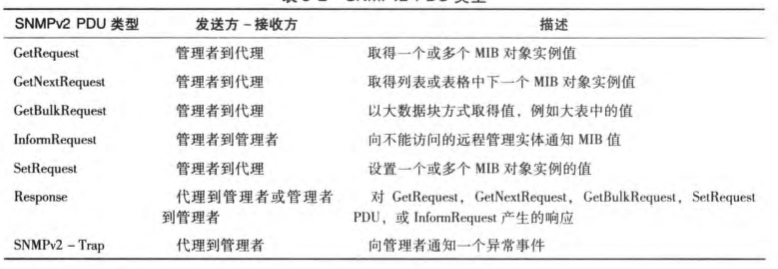 SNMPv2 PDU 类型 发送方-接收方 描述
GetRequest 管理者到代理 取得一个或多个 MIB 对象实例值
GetNextRequest 管理者到代理 取得列表或表格中下一个 MIB 对象实例值
GetBulkRequest 管理者到代理 以大数据块方式取得值，例如大表中的值
InformRequest 管理者到管理者 向不能访问的远程管理实体通知 MIB 值
SetRequest 管理者到代理 设置一个或多个 MIB 对象实例的值
Response 代理到管理者或管理者 对 GetRequest，GetNextRequest，GetBulkRequest，SetRequest
到管理者 PDU，或 InformRequest 产生的响应
SNMPv2-Trap 代理到管理者 向管理者通知一个异常事件